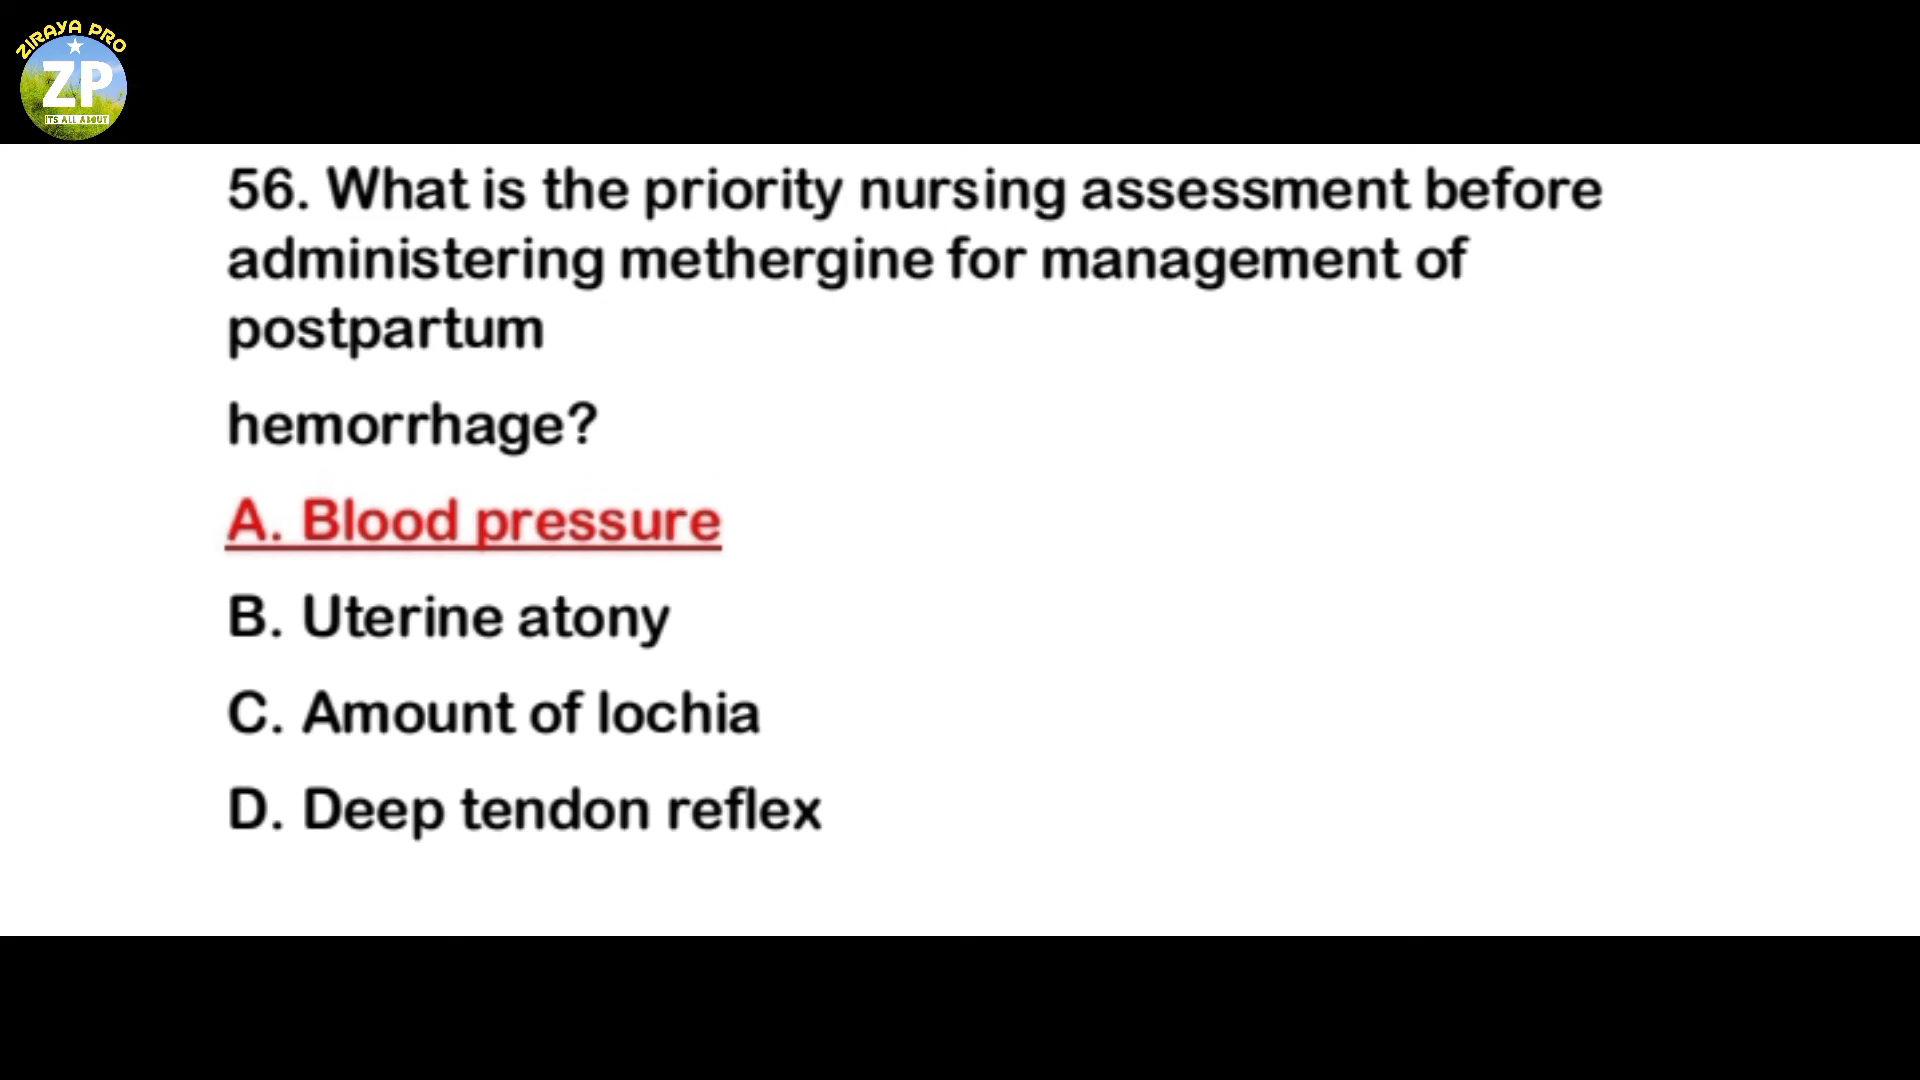 ZIRAYA PRO
ZP
ITS ALL ABOUT
56. What is the priority nursing assessment before
administering methergine for management of
postpartum
hemorrhage?
A. Blood pressure
B. Uterine atony
C. Amount of lochia
D. Deep tendon reflex